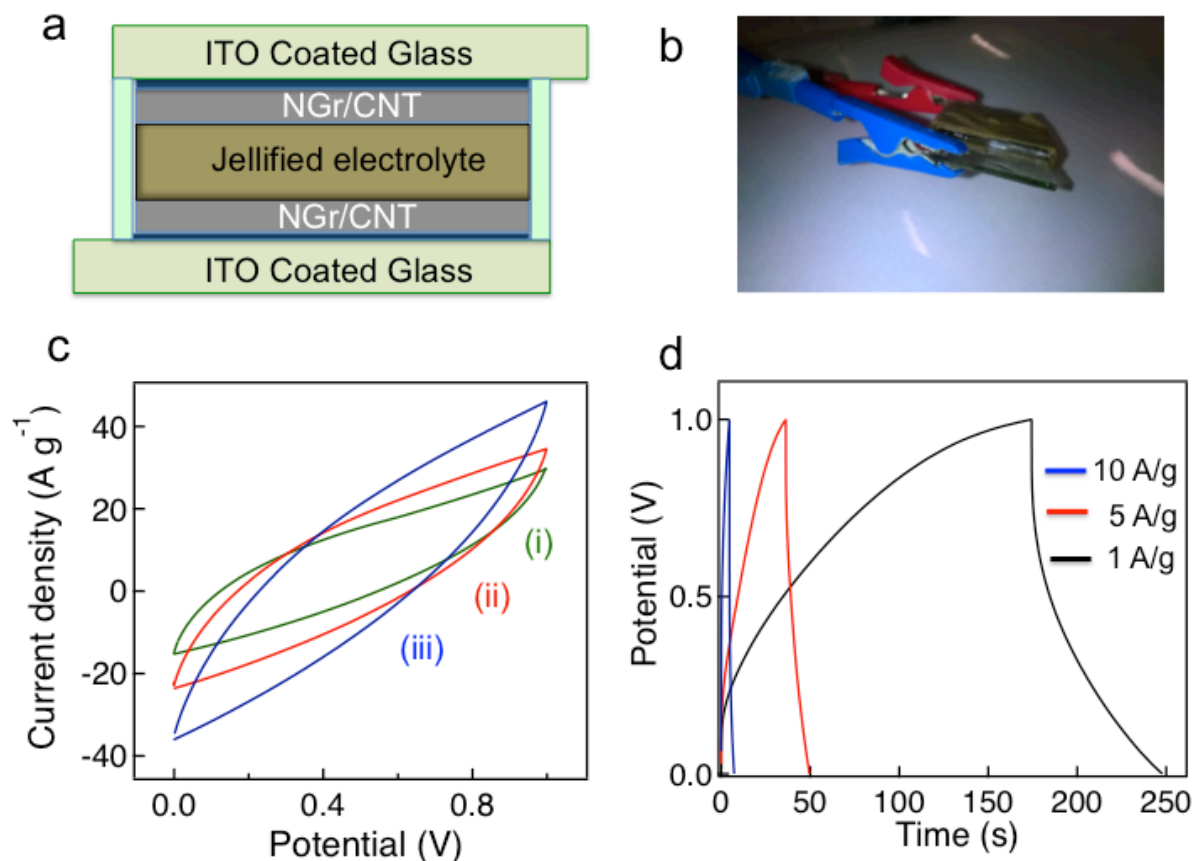 a
ITO Coated Glass
NGr/CNT
Jellified electrolyte
NGr/CNT
ITO Coated Glass
b
c
Current density (A g⁻¹)
40
20
0
-20
-40
0.0
0.4
0.8
Potential (V)
(i)
(ii)
(iii)
d
Potential (V)
1.0
0.5
0.0
0
50
100
150
200
250
Time (s)
10 A/g
5 A/g
1 A/g